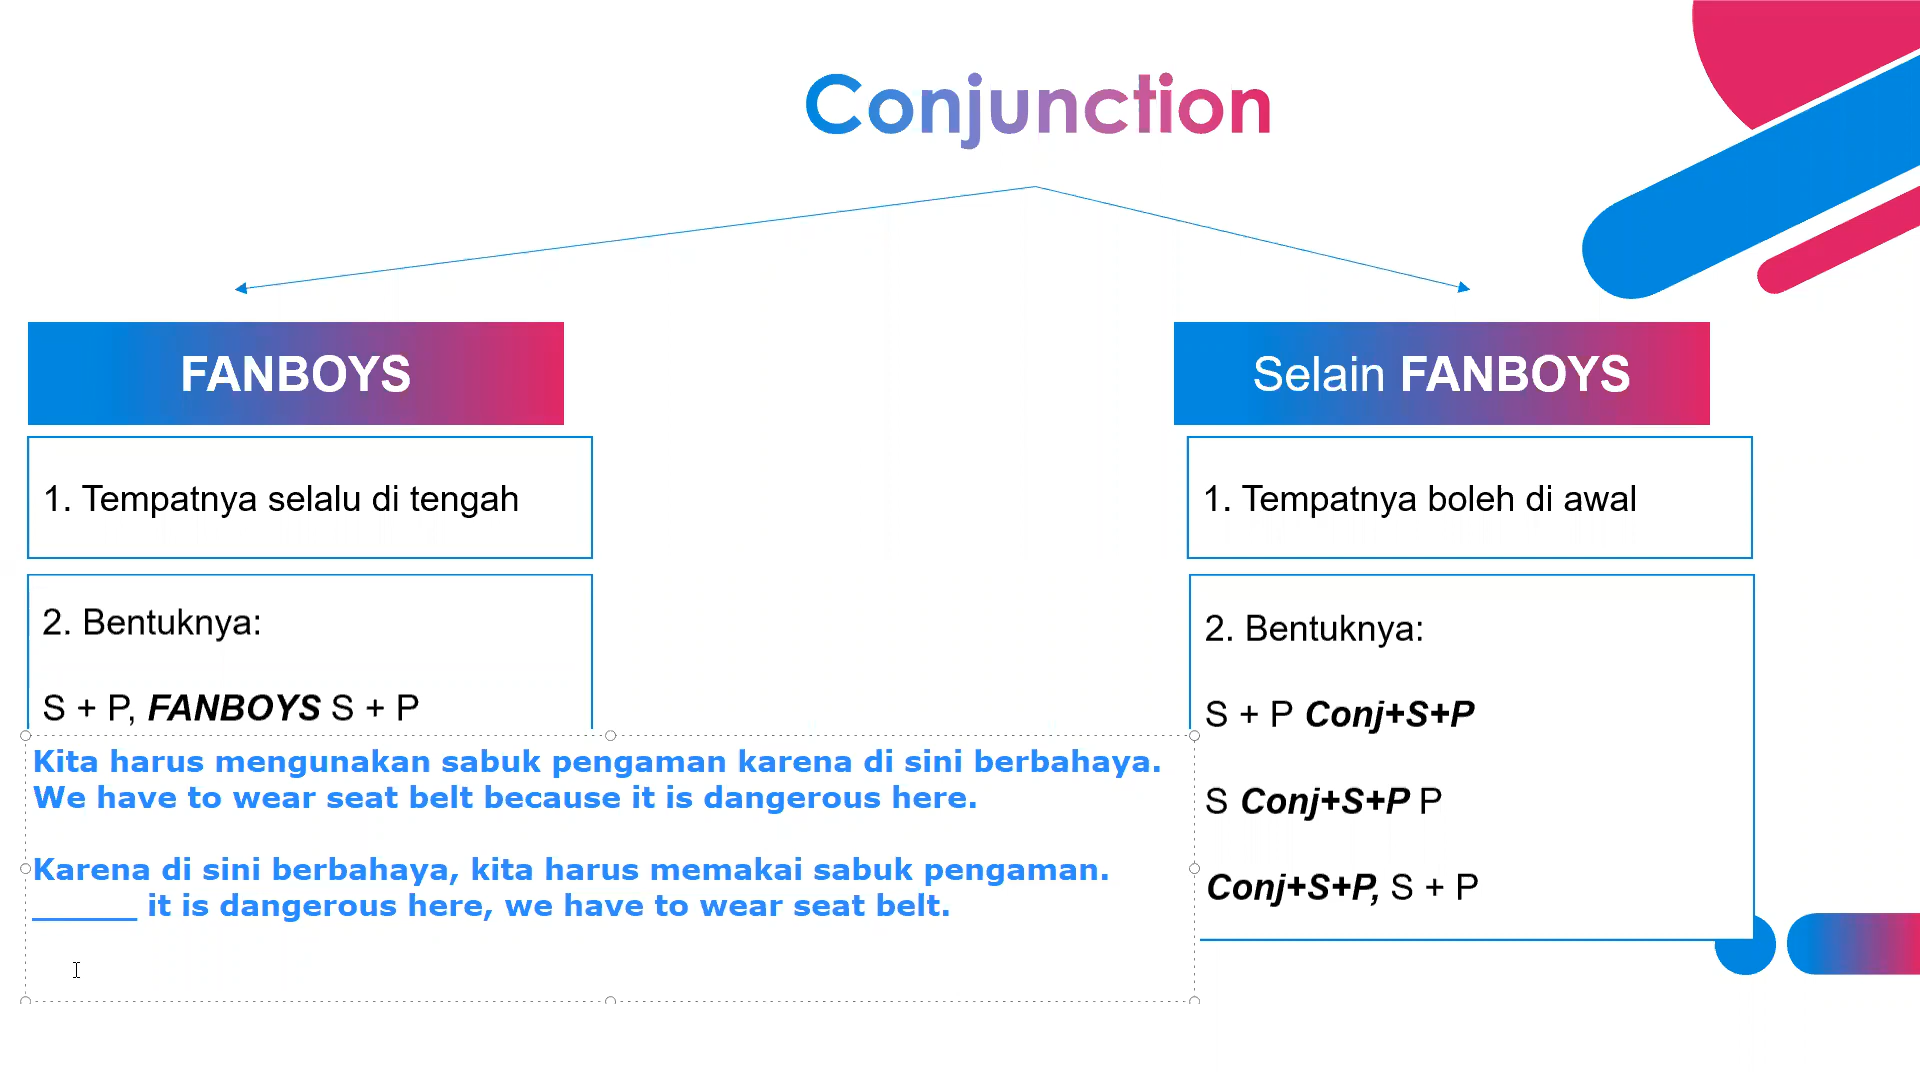 Conjunction
FANBOYS
1. Tempatnya selalu di tengah
2. Bentuknya:
S + P, FANBOYS S + P
Kita harus mengunakan sabuk pengaman karena di sini berbahaya.
We have to wear seat belt because it is dangerous here.
Karena di sini berbahaya, kita harus memakai sabuk pengaman.
______ it is dangerous here, we have to wear seat belt.
Selain FANBOYS
1. Tempatnya boleh di awal
2. Bentuknya:
S + P Conj+S+P
S Conj+S+P P
Conj+S+P, S + P